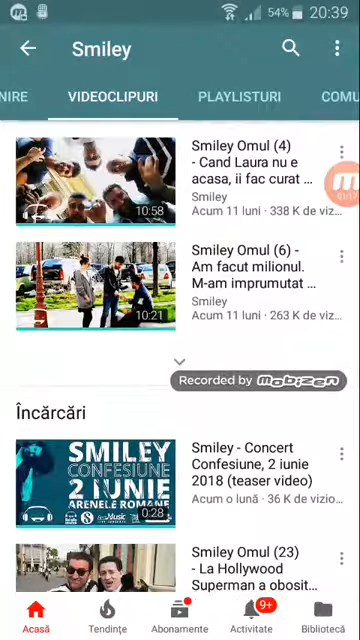 54% 20:39
Smiley
NIRE VIDEOCLIPURI PLAYLISTURI COMU
Smiley Omul (4)
- Cand Laura nu e
acasa, ii fac curat ...
Smiley
Acum 11 luni · 338 K de viz...
10:58
01:17
Smiley Omul (6) -
Am facut milionul.
M-am imprumutat ...
Smiley
Acum 11 luni · 263 K de viz...
10:21
Recorded by mobizen
Încărcări
SMILEY
CONFESIUNE
2 IUNIE
ARENELE ROMANE
0:28
Smiley - Concert
Confesiune, 2 iunie
2018 (teaser video)
Acum o lună · 36 K de vizio...
Smiley Omul (23)
- La Hollywood
Superman a obosit...
9+
Acasă Tendințe Abonamente Activitate Bibliotecă